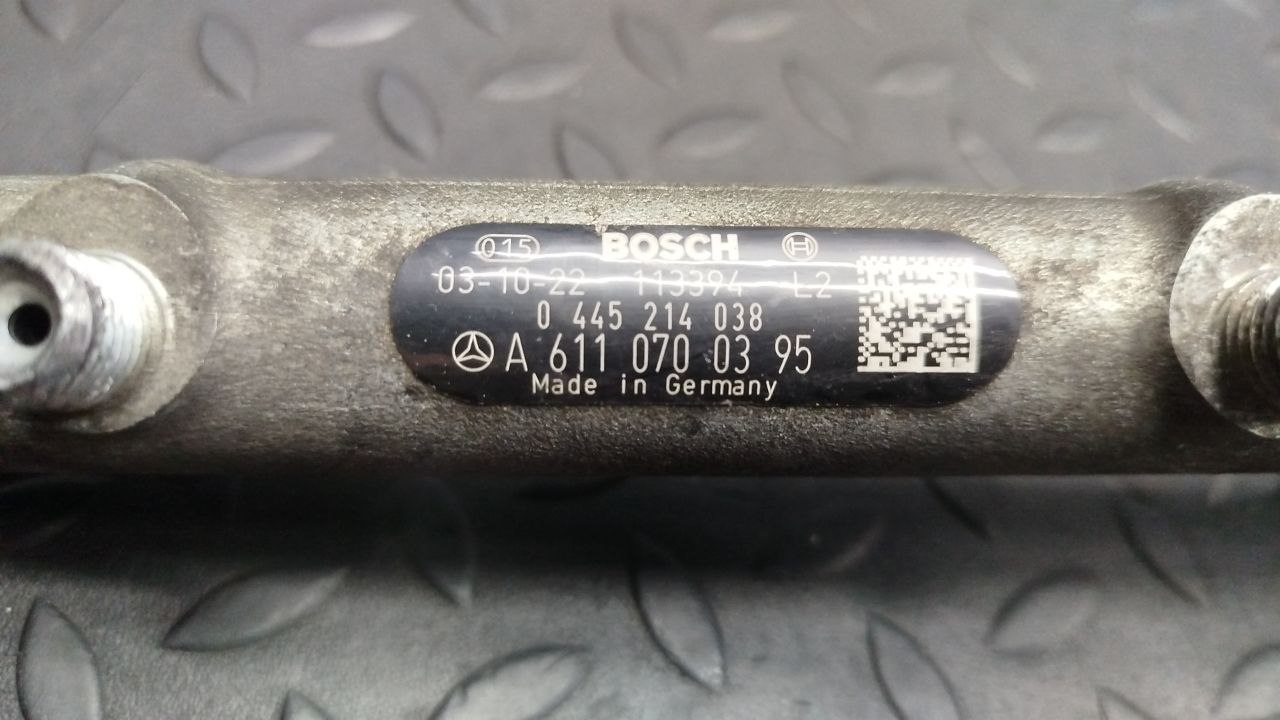 015 BOSCH
03-10-22 113394 L2
0 445 214 038
A 611 070 03 95
Made in Germany